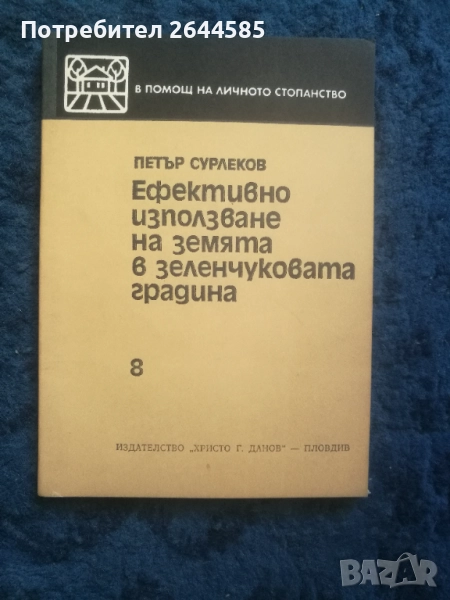 Потребител 2644585
В ПОМОЩ НА ЛИЧНОТО СТОПАНСТВО
ПЕТЪР СУРЛЕКОВ
Ефективно
използване
на земята
в зеленчуковата
градина
8
ИЗДАТЕЛСТВО „ХРИСТО Г. ДАНОВ" — ПЛОВДИВ
BAZAR